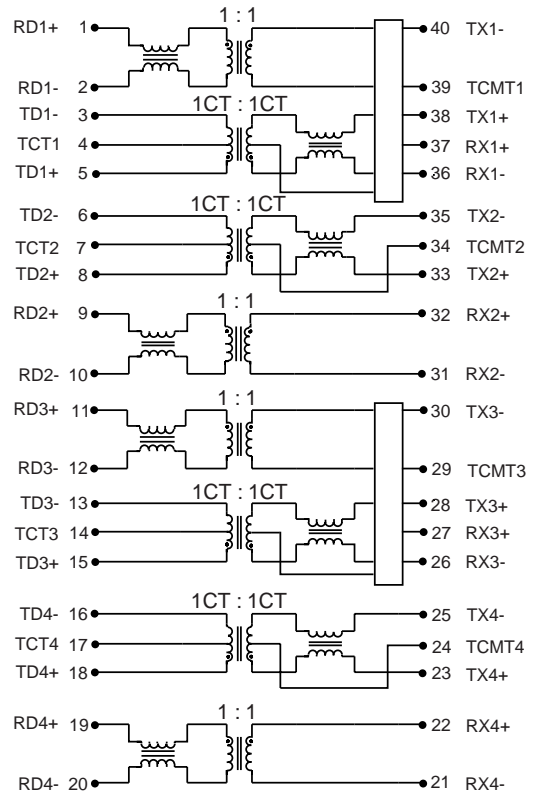 RD1+ 1 1 : 1 40 TX1-
RD1- 2 39 TCMT1
TD1- 3 1CT : 1CT 38 TX1+
TCT1 4 37 RX1+
TD1+ 5 36 RX1-
TD2- 6 1CT : 1CT 35 TX2-
TCT2 7 34 TCMT2
TD2+ 8 33 TX2+
RD2+ 9 1 : 1 32 RX2+
RD2- 10 31 RX2-
RD3+ 11 1 : 1 30 TX3-
RD3- 12 29 TCMT3
TD3- 13 1CT : 1CT 28 TX3+
TCT3 14 27 RX3+
TD3+ 15 26 RX3-
TD4- 16 1CT : 1CT 25 TX4-
TCT4 17 24 TCMT4
TD4+ 18 23 TX4+
RD4+ 19 1 : 1 22 RX4+
RD4- 20 21 RX4-